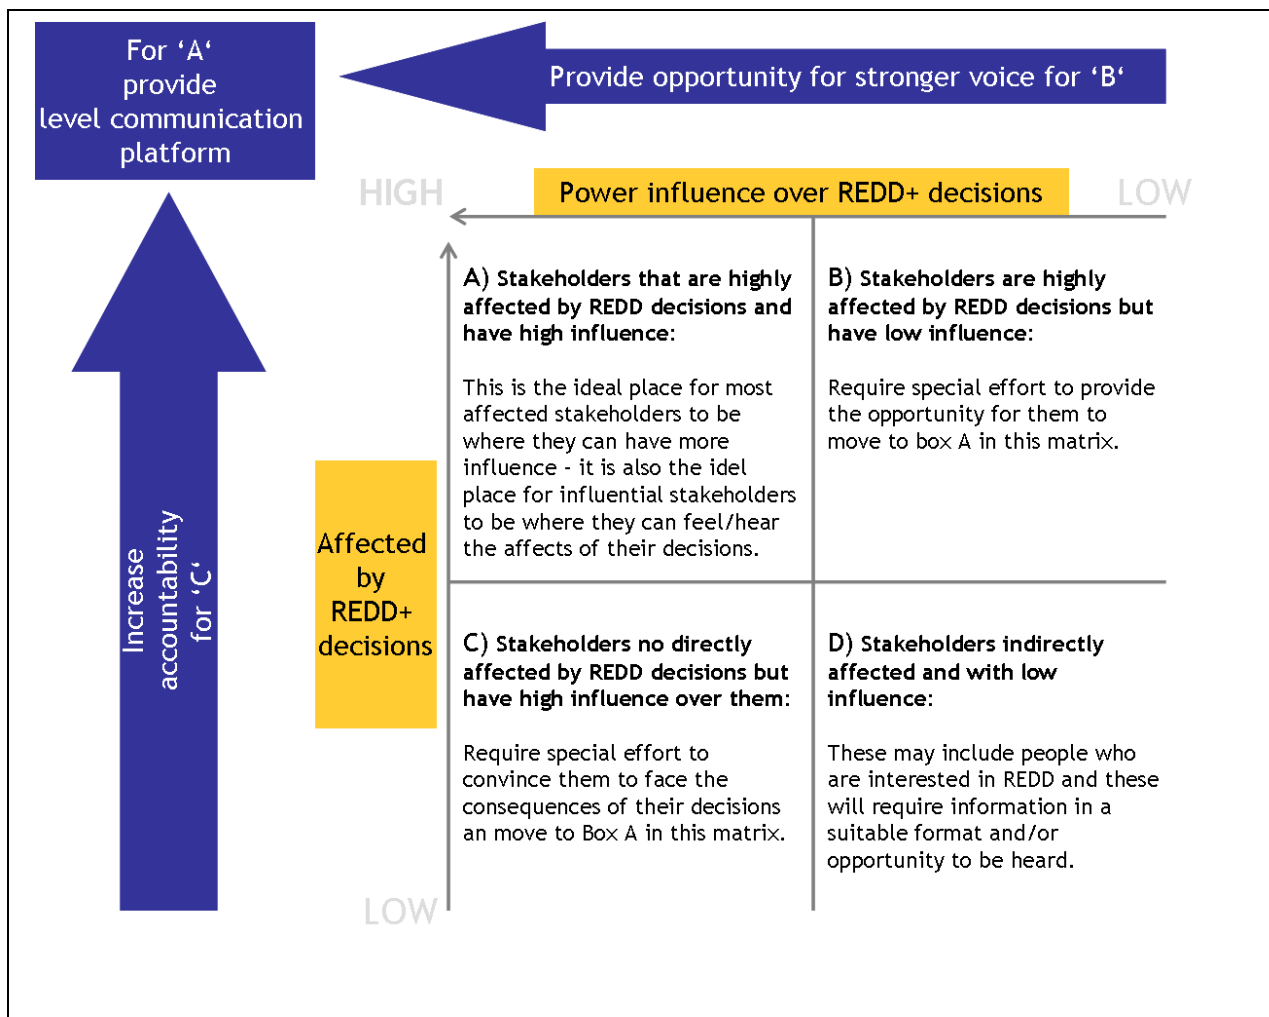 For ‘A‘
provide
level communication
platform
Provide opportunity for stronger voice for ‘B‘
HIGH
Power influence over REDD+ decisions
LOW
A) Stakeholders that are highly
affected by REDD decisions and
have high influence:
This is the ideal place for most
affected stakeholders to be
where they can have more
influence - it is also the idel
place for influential stakeholders
to be where they can feel/hear
the affects of their decisions.
B) Stakeholders are highly
affected by REDD decisions but
have low influence:
Require special effort to provide
the opportunity for them to
move to box A in this matrix.
Increase
accountability
for ‘C‘
Affected
by
REDD+
decisions
C) Stakeholders no directly
affected by REDD decisions but
have high influence over them:
Require special effort to
convince them to face the
consequences of their decisions
an move to Box A in this matrix.
D) Stakeholders indirectly
affected and with low
influence:
These may include people who
are interested in REDD and these
will require information in a
suitable format and/or
opportunity to be heard.
LOW